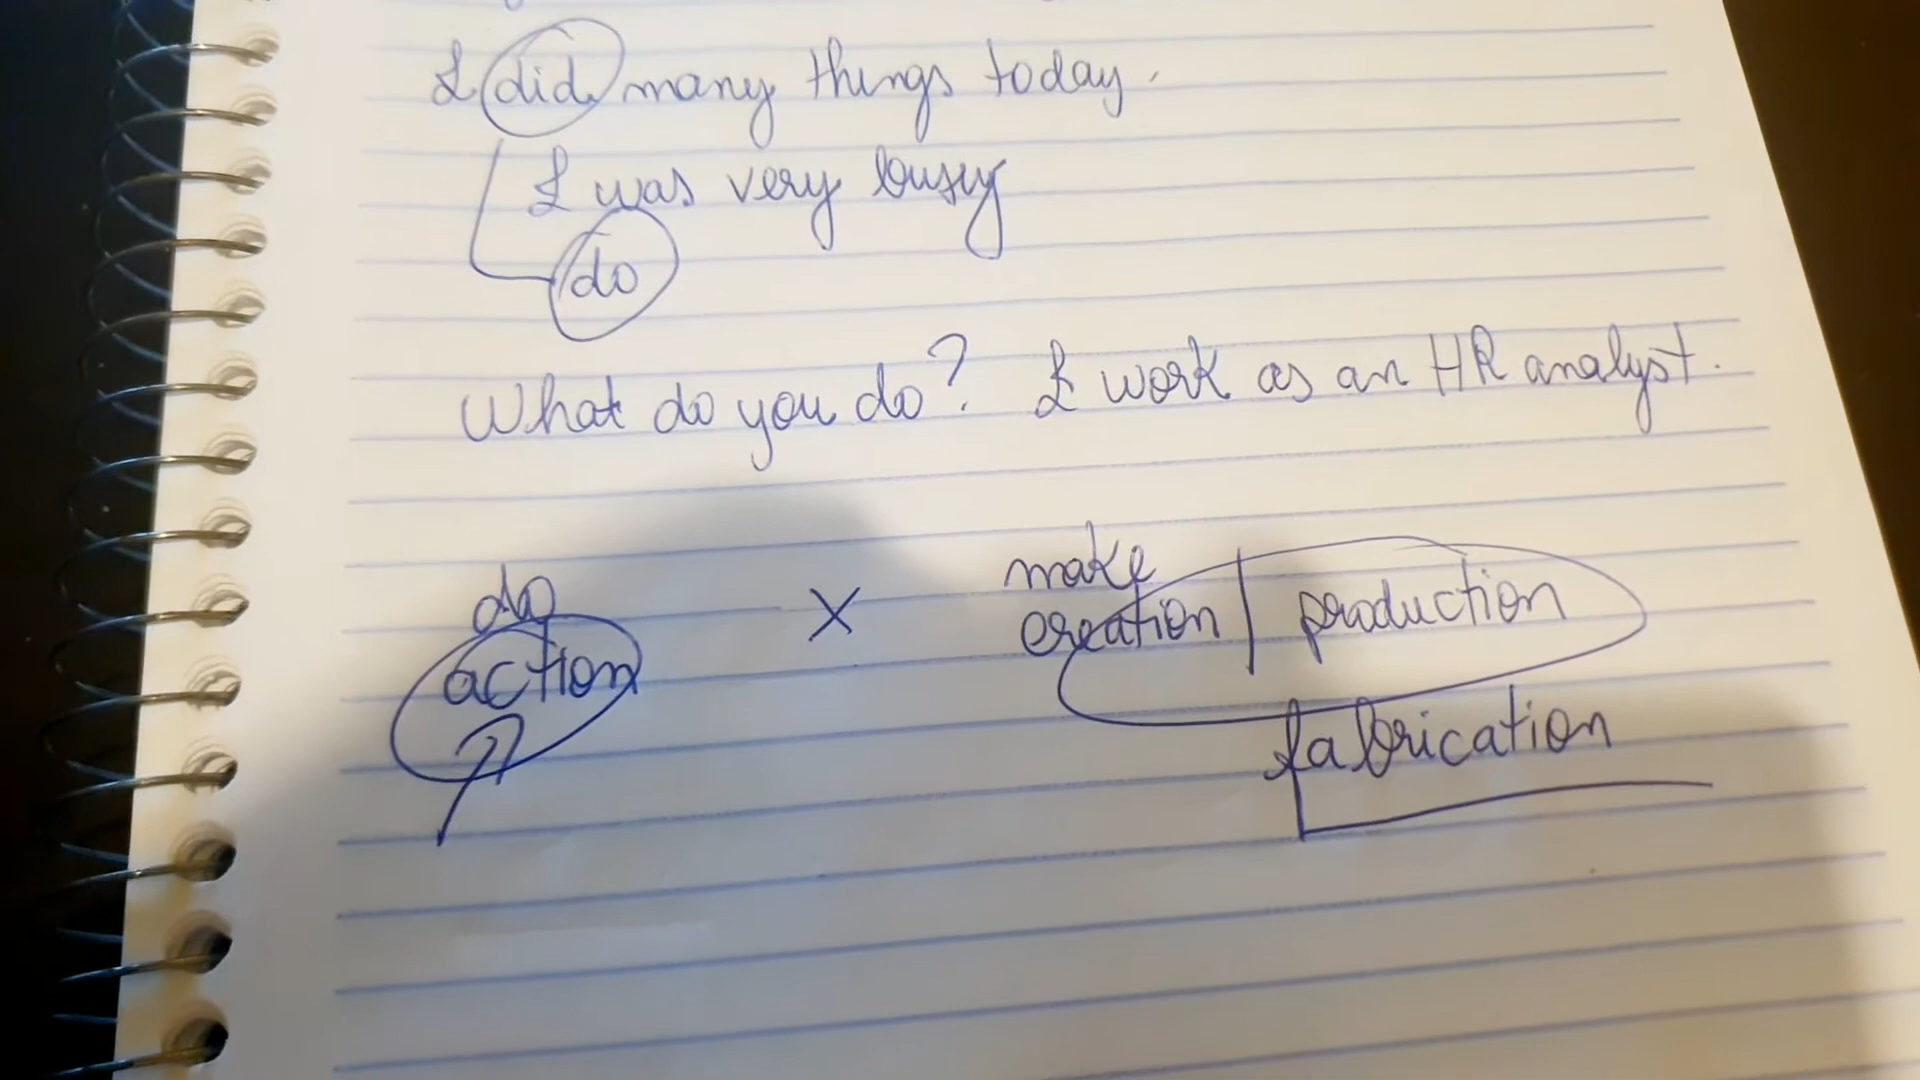 I did many things today.
I was very busy
do
What do you do? I work as an HR analyst.
do X make
action creation | production
fabrication